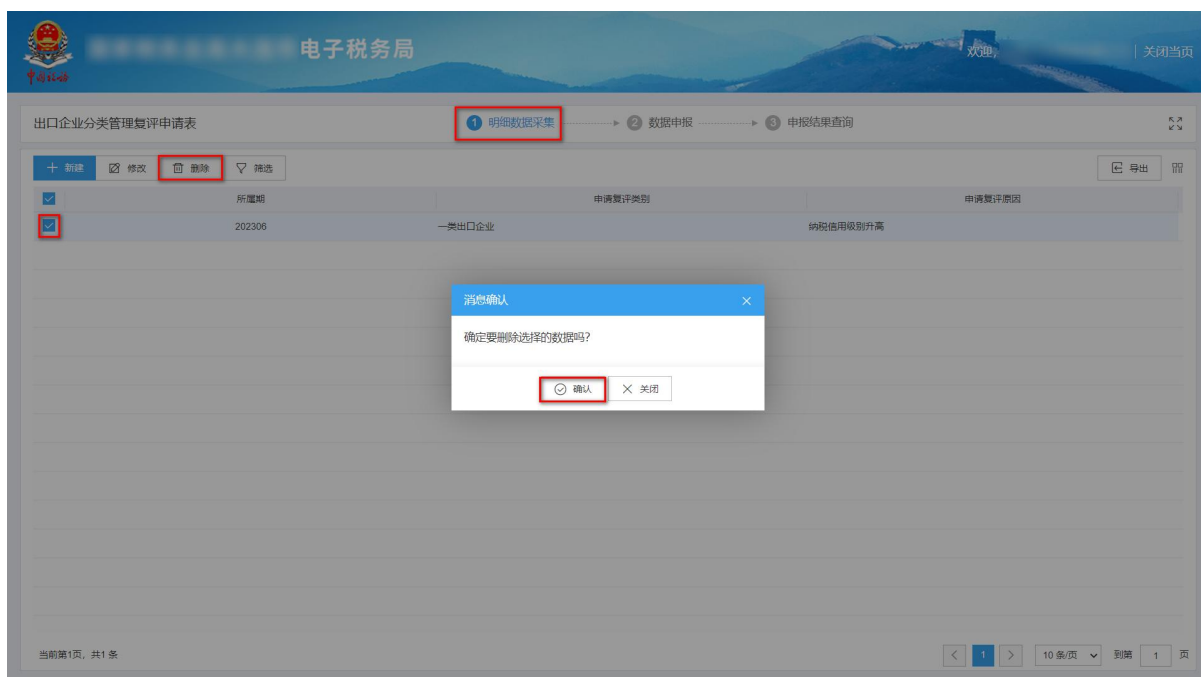 电子税务局
欢迎,
关闭当页
中国税务
出口企业分类管理复评申请表
1 明细数据采集
2 数据申报
3 申报结果查询
新建 修改 删除 筛选 导出
所属期 申请复评类别 申请复评原因
202306 一类出口企业 纳税信用级别升高
消息确认
确定要删除选择的数据吗?
确认 关闭
当前第1页, 共1条
1 10 条/页 到第 1 页